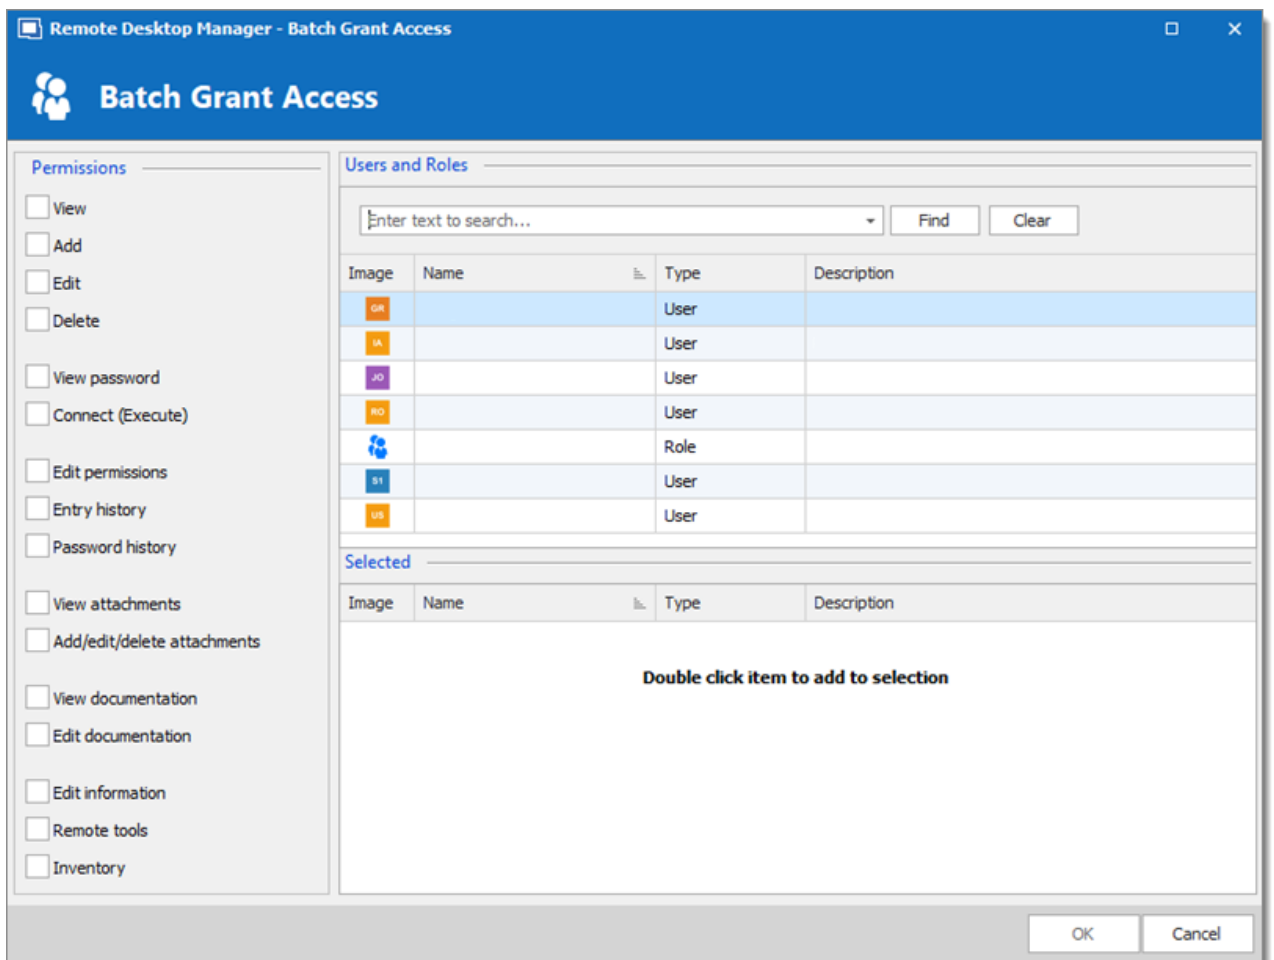 Remote Desktop Manager - Batch Grant Access
Batch Grant Access
Permissions
View
Add
Edit
Delete
View password
Connect (Execute)
Edit permissions
Entry history
Password history
View attachments
Add/edit/delete attachments
View documentation
Edit documentation
Edit information
Remote tools
Inventory
Users and Roles
Enter text to search... Find Clear
Image Name Type Description
GR User
IA User
JO User
RO User
Role
S1 User
US User
Selected
Image Name Type Description
Double click item to add to selection
OK Cancel